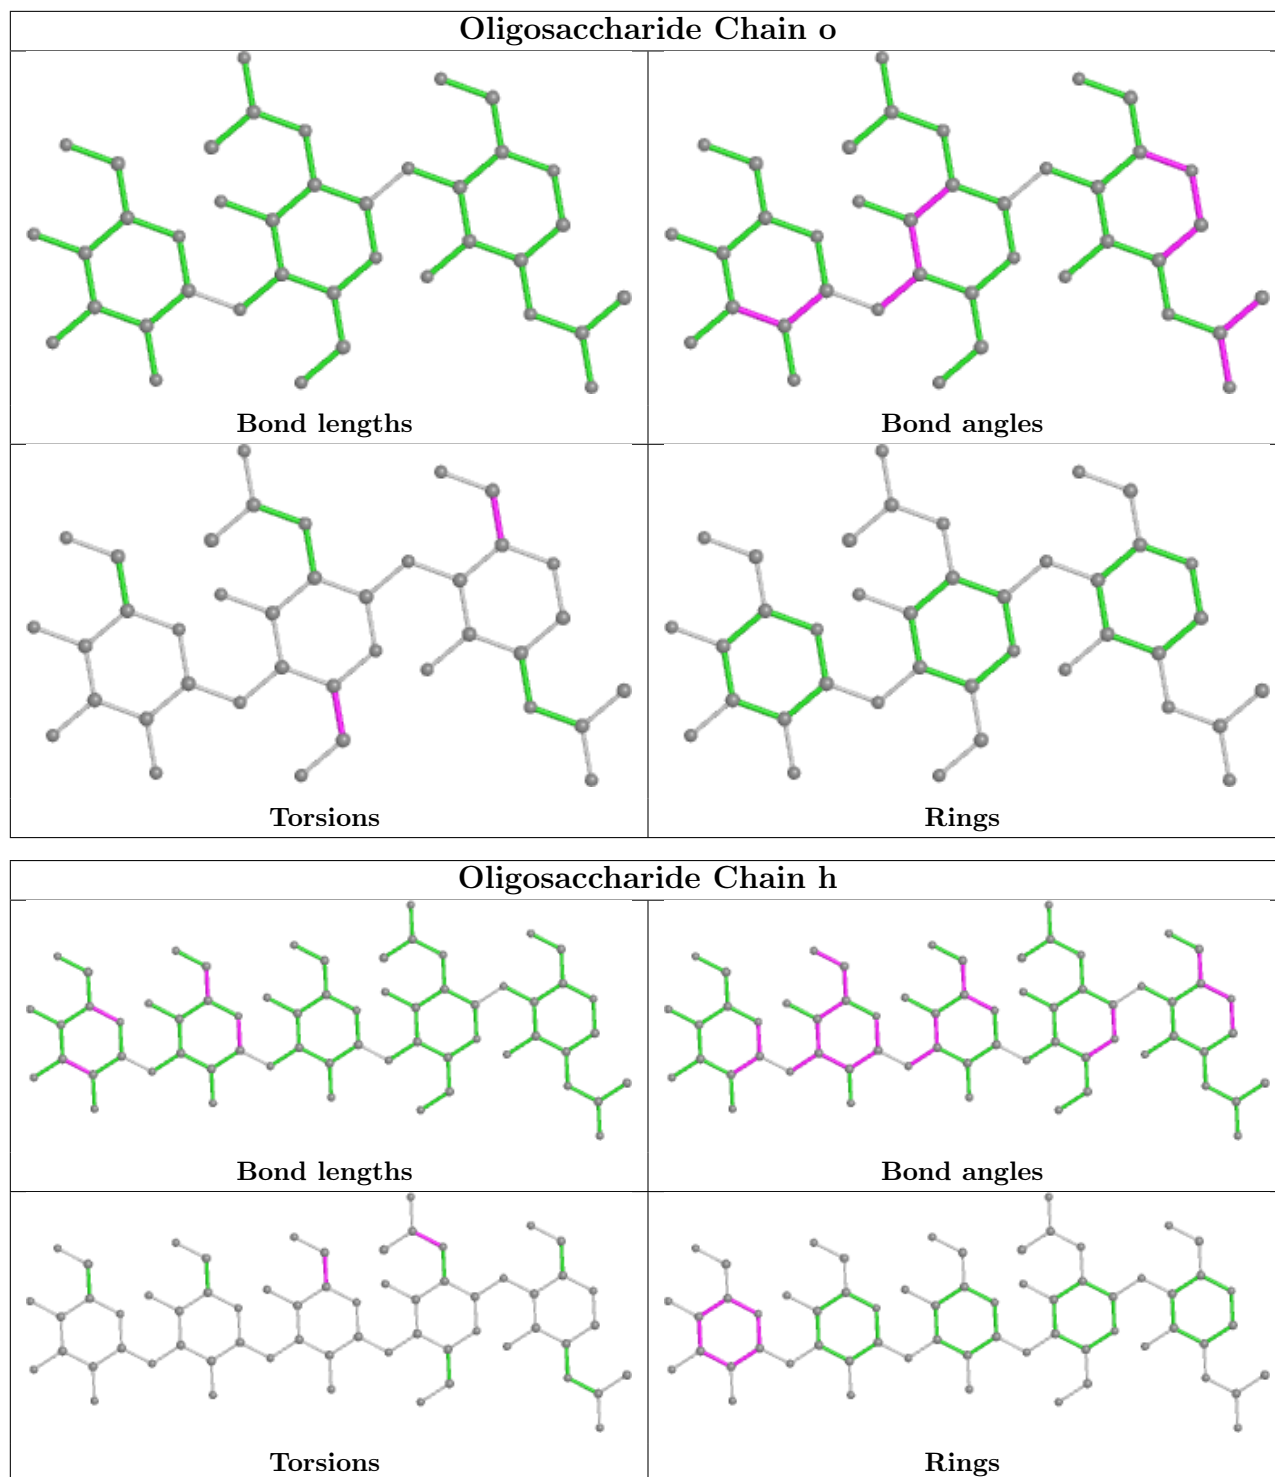 Oligosaccharide Chain o
Bond lengths
Bond angles
Torsions
Rings
Oligosaccharide Chain h
Bond lengths
Bond angles
Torsions
Rings